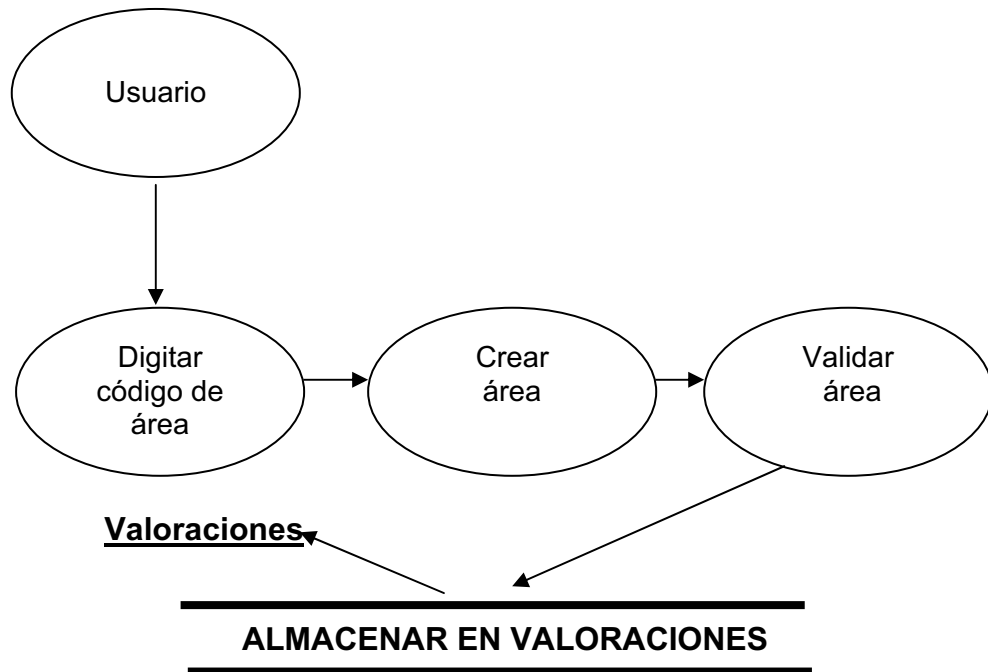 Usuario
Digitar
código de
área
Crear
área
Validar
área
Valoraciones
ALMACENAR EN VALORACIONES